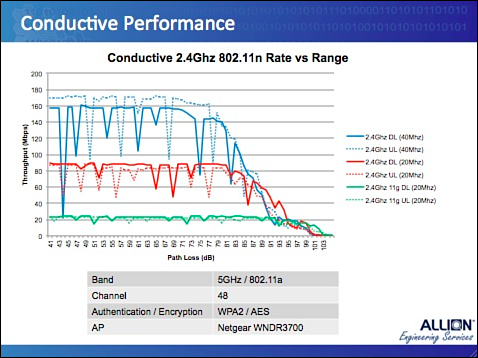 Conductive Performance
Conductive 2.4Ghz 802.11n Rate vs Range
Throughput (Mbps)
200
180
160
140
120
100
80
60
40
20
0
41 43 45 47 49 51 53 55 57 59 61 63 65 67 69 71 73 75 77 79 81 83 85 87 89 91 93 95 97 99 101 103
Path Loss (dB)
2.4Ghz DL (40Mhz)
2.4Ghz UL (40Mhz)
2.4Ghz DL (20Mhz)
2.4Ghz UL (20Mhz)
2.4Ghz 11g DL (20Mhz)
2.4Ghz 11g UL (20Mhz)
Band 5GHz / 802.11a
Channel 48
Authentication / Encryption WPA2 / AES
AP Netgear WNDR3700
ALLION
Engineering Services